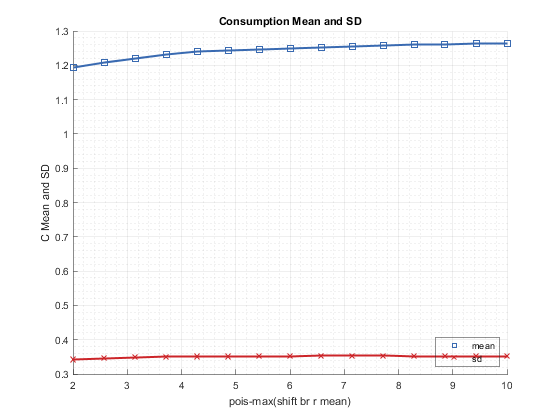 Consumption Mean and SD
1.3
1.2
1.1
1
0.9
0.8
0.7
0.6
0.5
0.4
0.3
C Mean and SD
mean
sd
2 3 4 5 6 7 8 9 10
pois-max(shift br r mean)